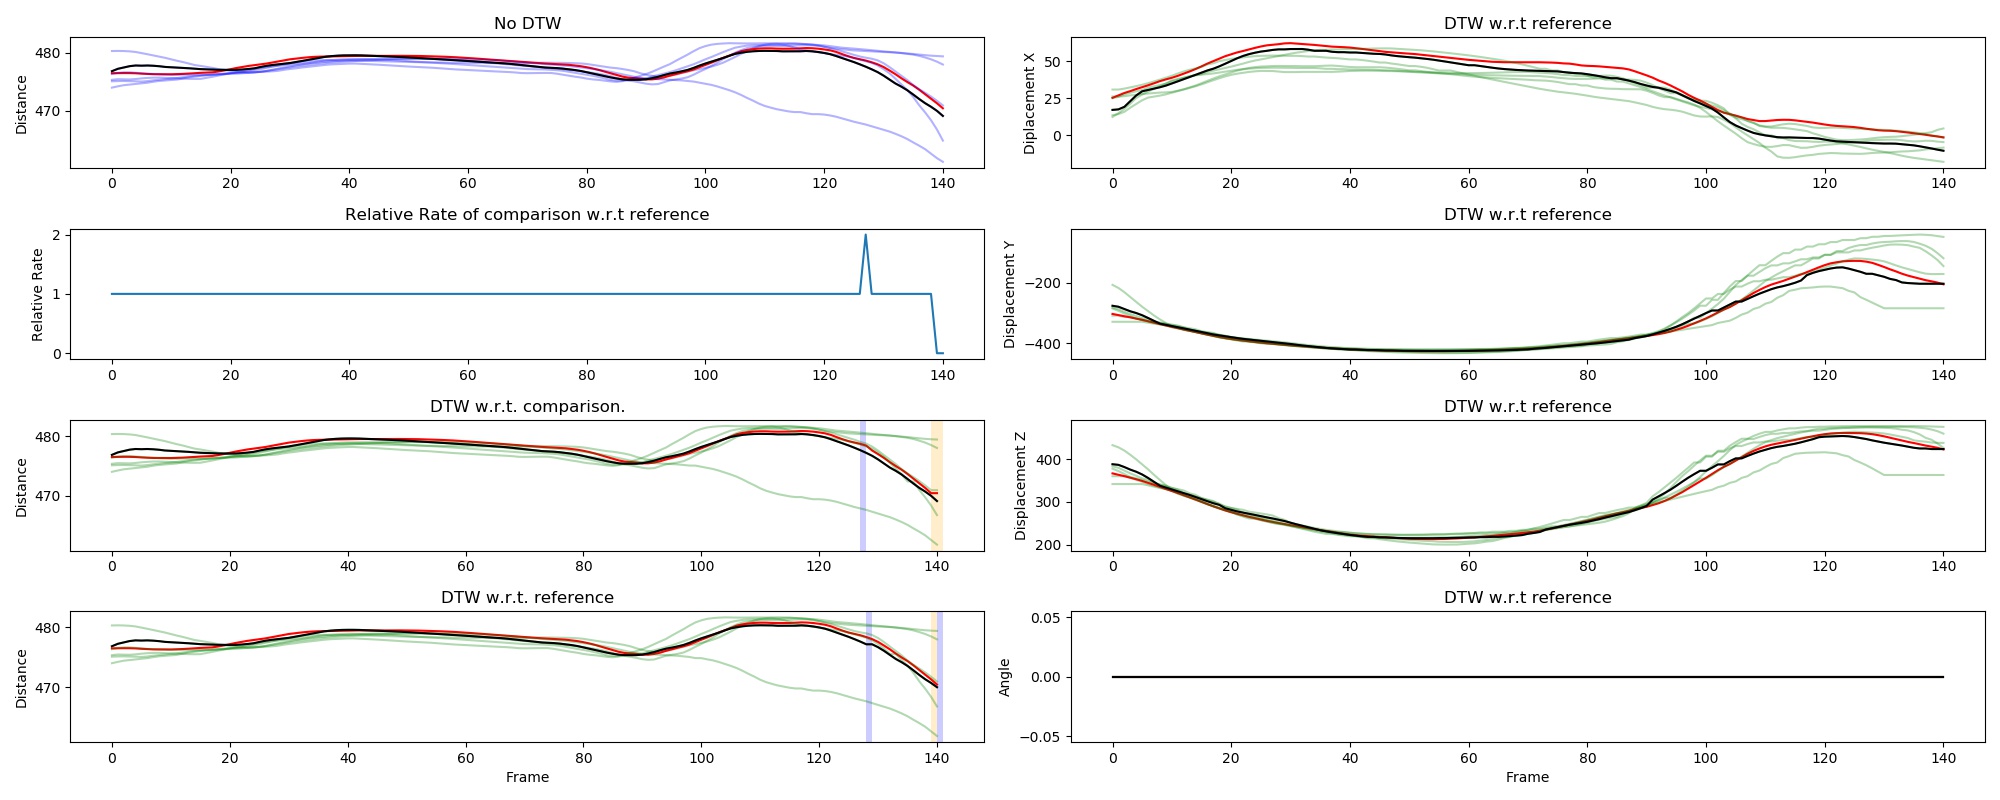 No DTW
Distance
480
470
0 20 40 60 80 100 120 140
Relative Rate of comparison w.r.t reference
Relative Rate
2
1
0
0 20 40 60 80 100 120 140
DTW w.r.t. comparison.
Distance
480
470
0 20 40 60 80 100 120 140
DTW w.r.t. reference
Distance
480
470
0 20 40 60 80 100 120 140
Frame
DTW w.r.t reference
Diplacement X
50
25
0
0 20 40 60 80 100 120 140
DTW w.r.t reference
Displacement Y
−200
−400
0 20 40 60 80 100 120 140
DTW w.r.t reference
Displacement Z
400
300
200
0 20 40 60 80 100 120 140
DTW w.r.t reference
Angle
0.05
0.00
−0.05
0 20 40 60 80 100 120 140
Frame